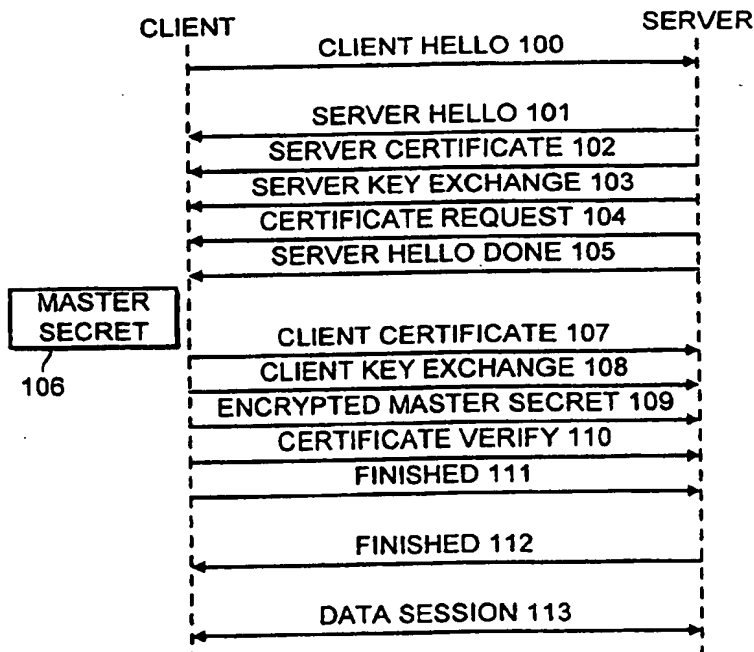 CLIENT
SERVER
CLIENT HELLO 100
SERVER HELLO 101
SERVER CERTIFICATE 102
SERVER KEY EXCHANGE 103
CERTIFICATE REQUEST 104
SERVER HELLO DONE 105
MASTER
SECRET
106
CLIENT CERTIFICATE 107
CLIENT KEY EXCHANGE 108
ENCRYPTED MASTER SECRET 109
CERTIFICATE VERIFY 110
FINISHED 111
FINISHED 112
DATA SESSION 113